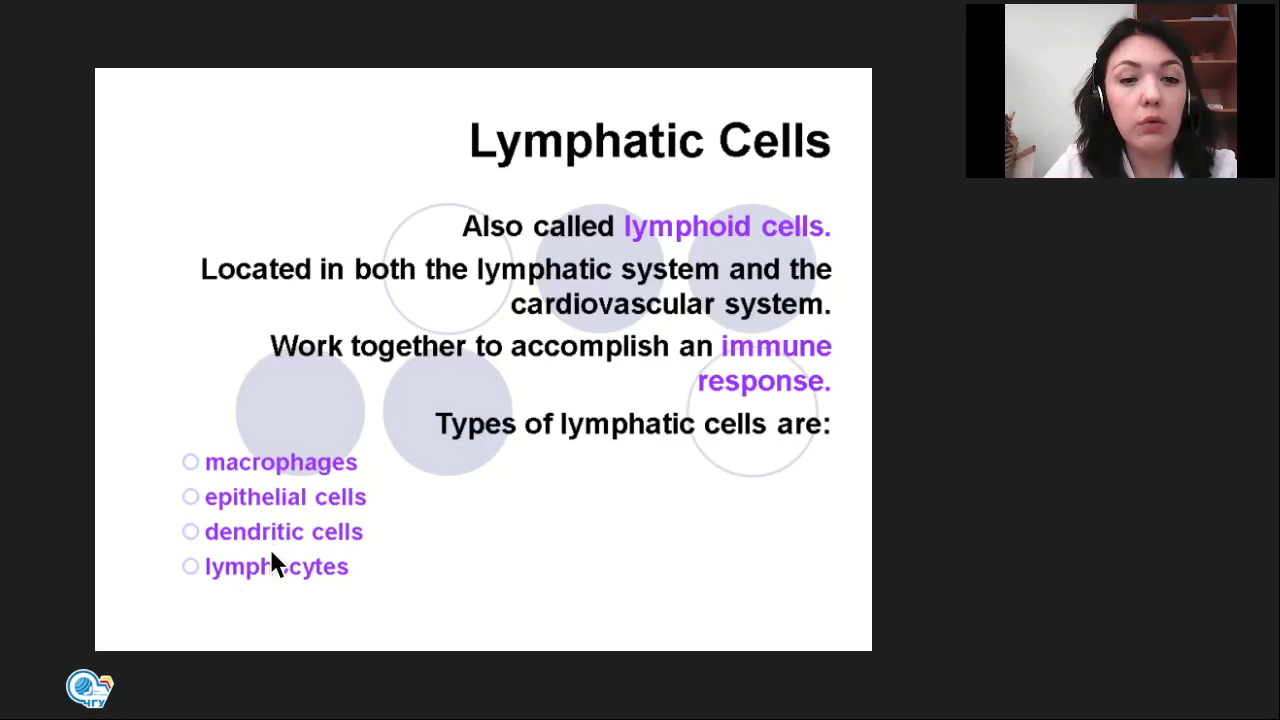 Lymphatic Cells
Also called lymphoid cells.
Located in both the lymphatic system and the
cardiovascular system.
Work together to accomplish an immune
response.
Types of lymphatic cells are:
macrophages
epithelial cells
dendritic cells
lymphocytes
ЧГУ